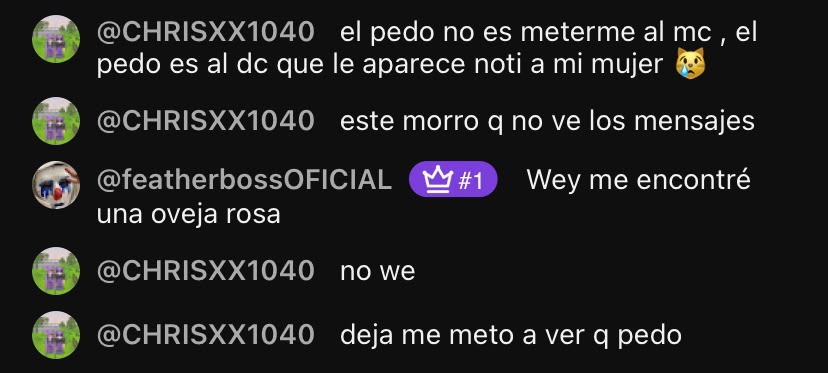 @CHRISXX1040 el pedo no es meterme al mc , el
pedo es al dc que le aparece noti a mi mujer 😿
@CHRISXX1040 este morro q no ve los mensajes
@featherbossOFICIAL #1 Wey me encontré
una oveja rosa
@CHRISXX1040 no we
@CHRISXX1040 deja me meto a ver q pedo